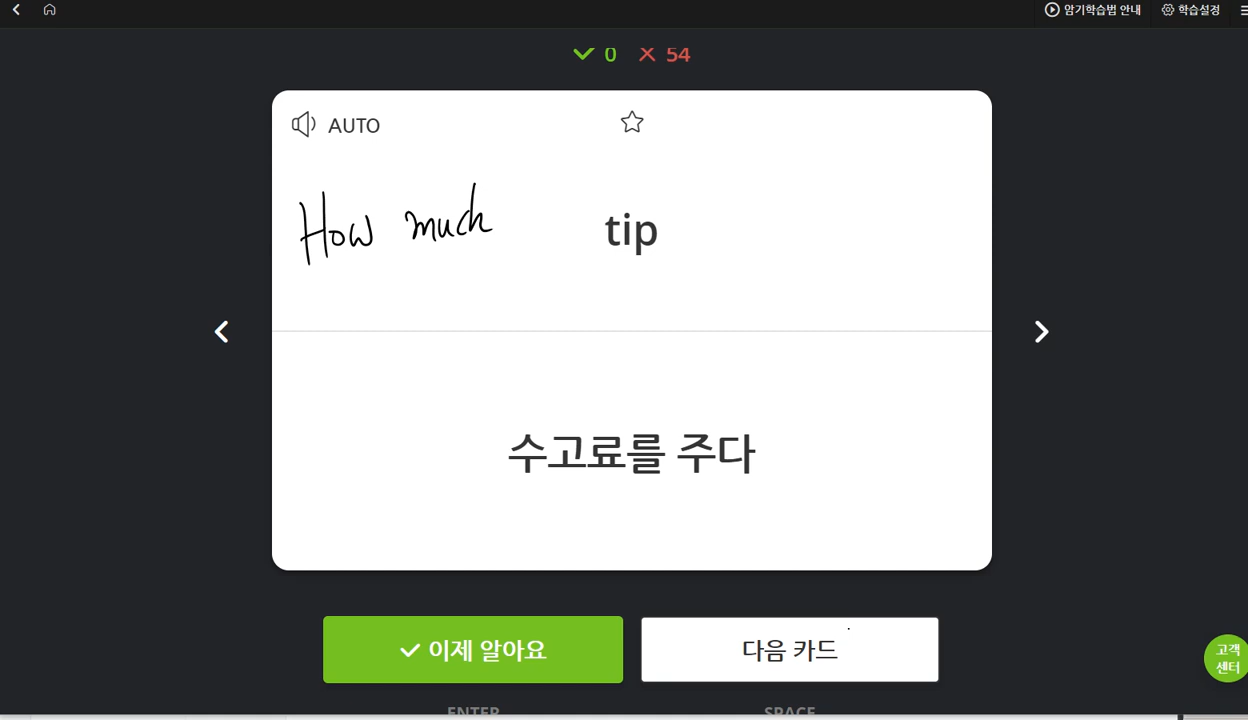 암기학습법 안내 학습설정
0 54
AUTO
How much tip
수고료를 주다
이제 알아요 다음 카드
고객
센터
ENTER SPACE